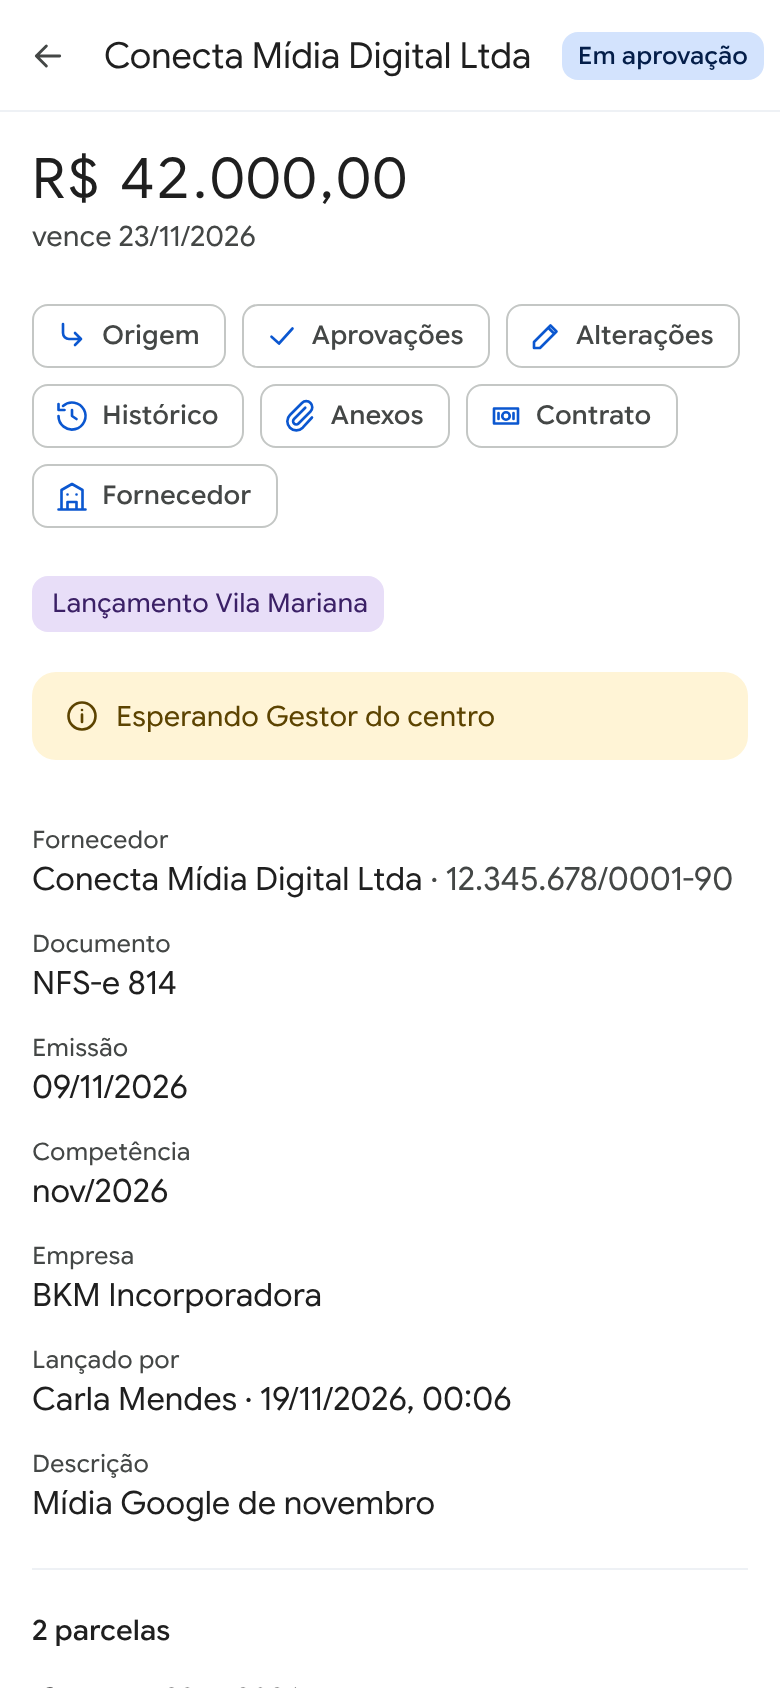 Conecta Mídia Digital Ltda
Em aprovação
R$ 42.000,00
vence 23/11/2026
Origem
Aprovações
Alterações
Histórico
Anexos
Contrato
Fornecedor
Lançamento Vila Mariana
Esperando Gestor do centro
Fornecedor
Conecta Mídia Digital Ltda · 12.345.678/0001-90
Documento
NFS-e 814
Emissão
09/11/2026
Competência
nov/2026
Empresa
BKM Incorporadora
Lançado por
Carla Mendes · 19/11/2026, 00:06
Descrição
Mídia Google de novembro
2 parcelas